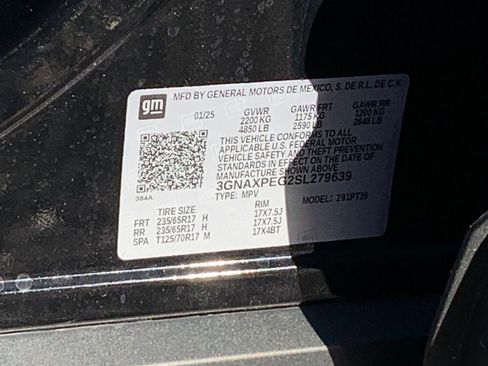 gm
MFD BY GENERAL MOTORS DE MEXICO, S. DE R.L. DE C.V.
01/25 GVWR GAWR FRT GAWR RR
2200 KG 1175 KG 1200 KG
4850 LB 2590 LB 2645 LB
THIS VEHICLE CONFORMS TO ALL
APPLICABLE U.S. FEDERAL MOTOR
VEHICLE SAFETY AND THEFT PREVENTION
STANDARDS IN EFFECT ON THE DATE OF
MANUFACTURE SHOWN ABOVE.
3GNAXPEG2SL279639
384A TYPE: MPV MODEL: 291PT26
TIRE SIZE RIM
FRT 235/65R17 H 17X7.5J
RR 235/65R17 H 17X7.5J
SPA T125/70R17 M 17X4BT